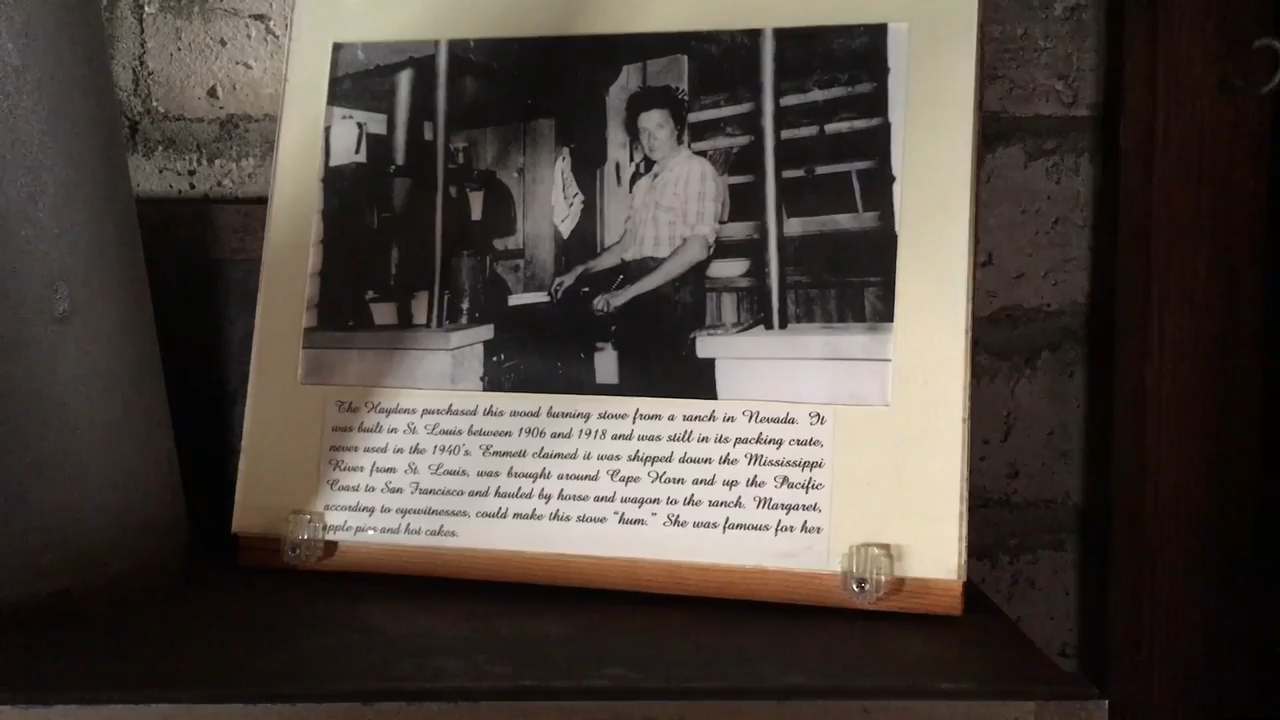 The Haydens purchased this wood burning stove from a ranch in Nevada. It
was built in St. Louis between 1906 and 1918 and was still in its packing crate,
never used in the 1940's. Emmett claimed it was shipped down the Mississippi
River from St. Louis, was brought around Cape Horn and up the Pacific
Coast to San Francisco and hauled by horse and wagon to the ranch. Margaret,
according to eyewitnesses, could make this stove "hum." She was famous for her
apple pies and hot cakes.